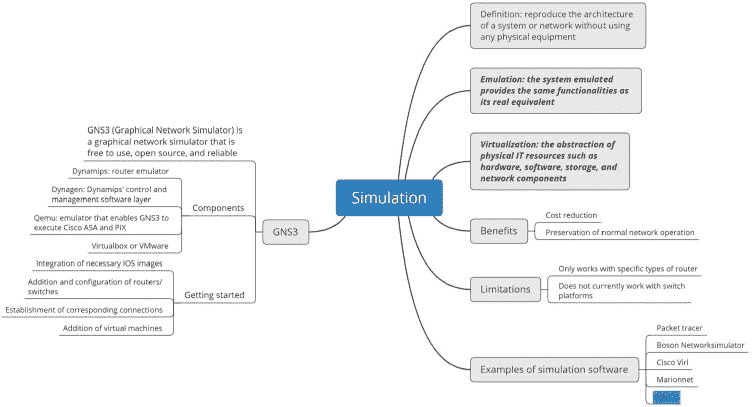 Simulation
Definition: reproduce the architecture
of a system or network without using
any physical equipment
Emulation: the system emulated
provides the same functionalities as
its real equivalent
Virtualization: the abstraction of
physical IT resources such as
hardware, software, storage, and
network components
Benefits
Cost reduction
Preservation of normal network operation
Limitations
Only works with specific types of router
Does not currently work with switch
platforms
Examples of simulation software
Packet tracer
Boson Networksimulator
Cisco Virl
Marionnet
GNS3
GNS3 (Graphical Network Simulator) is
a graphical network simulator that is
free to use, open source, and reliable
Components
Dynamips: router emulator
Dynagen: Dynamips' control and
management software layer
Qemu: emulator that enables GNS3 to
execute Cisco ASA and PIX
Virtualbox or VMware
Getting started
Integration of necessary IOS images
Addition and configuration of routers/
switches
Establishment of corresponding connections
Addition of virtual machines